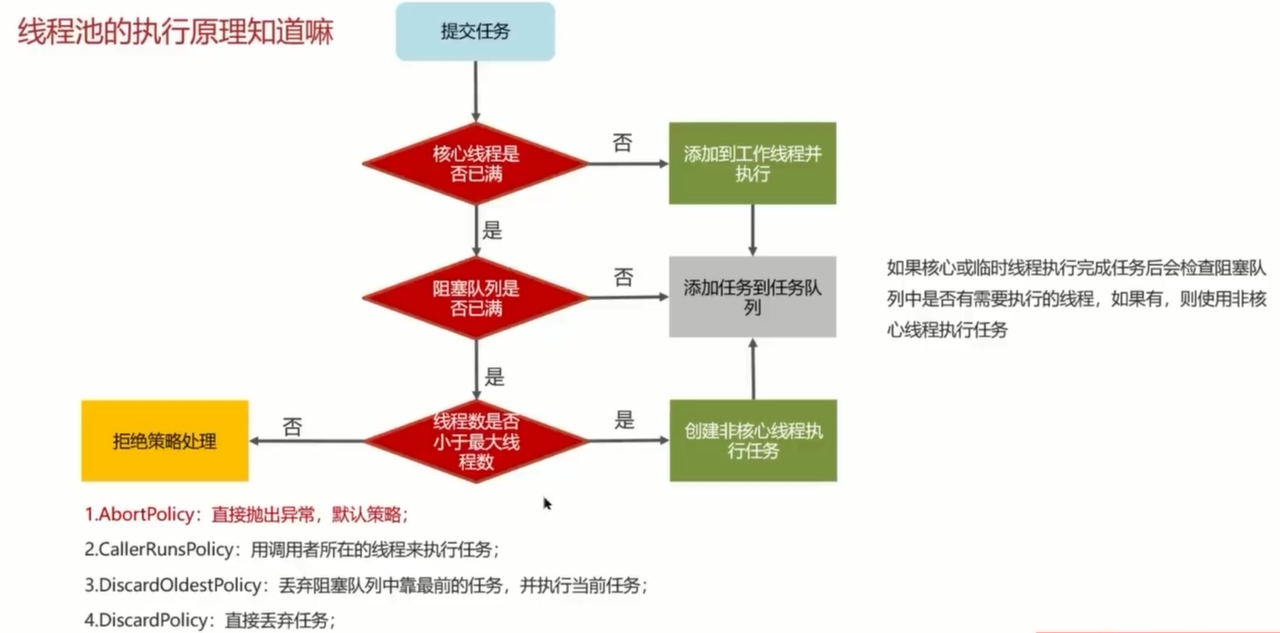 线程池的执行原理知道嘛
提交任务
核心线程是
否已满
否
添加到工作线程并
执行
是
阻塞队列是
否已满
否
添加任务到任务队
列
如果核心或临时线程执行完成任务后会检查阻塞队
列中是否有需要执行的线程，如果有，则使用非核
心线程执行任务
是
线程数是否
小于最大线
程数
否
拒绝策略处理
是
创建非核心线程执
行任务
1.AbortPolicy：直接抛出异常，默认策略；
2.CallerRunsPolicy：用调用者所在的线程来执行任务；
3.DiscardOldestPolicy：丢弃阻塞队列中靠最前的任务，并执行当前任务；
4.DiscardPolicy：直接丢弃任务；